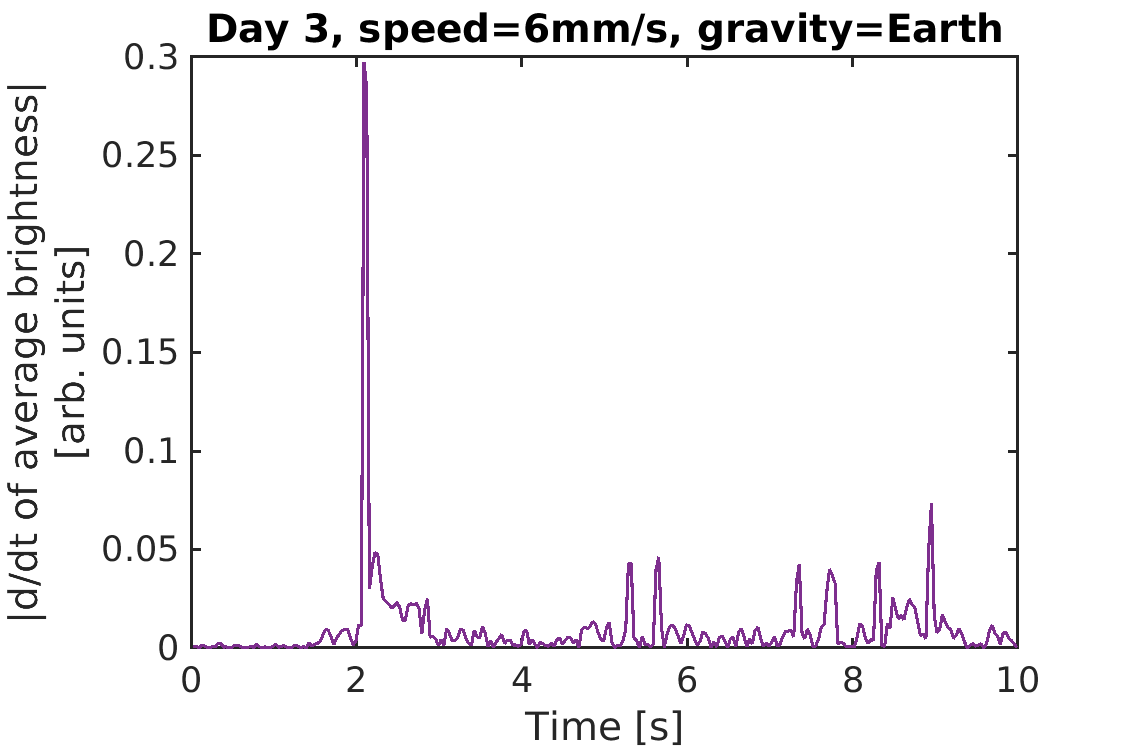 Day 3, speed=6mm/s, gravity=Earth
|d/dt of average brightness|
[arb. units]
0.3
0.25
0.2
0.15
0.1
0.05
0
0 2 4 6 8 10
Time [s]